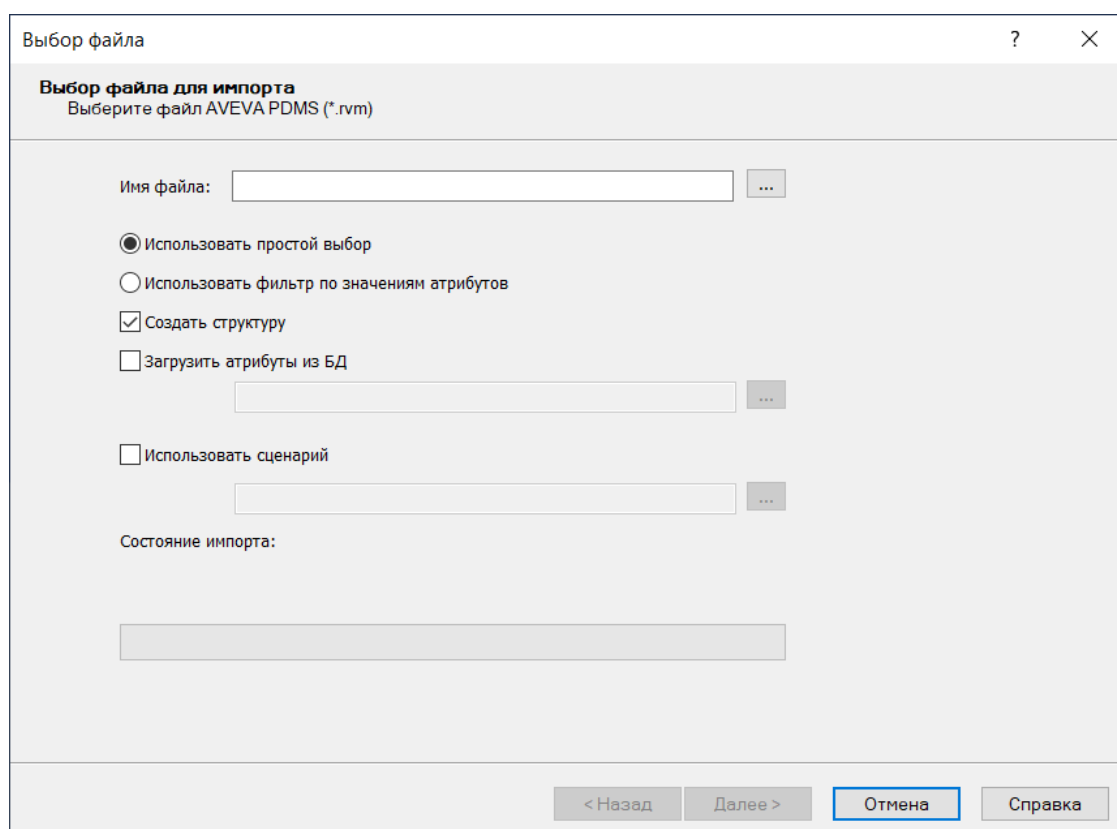 Выбор файла ?
Выбор файла для импорта
Выберите файл AVEVA PDMS (*.rvm)
Имя файла: ...
Использовать простой выбор
Использовать фильтр по значениям атрибутов
Создать структуру
Загрузить атрибуты из БД
...
Использовать сценарий
...
Состояние импорта:
< Назад Далее > Отмена Справка